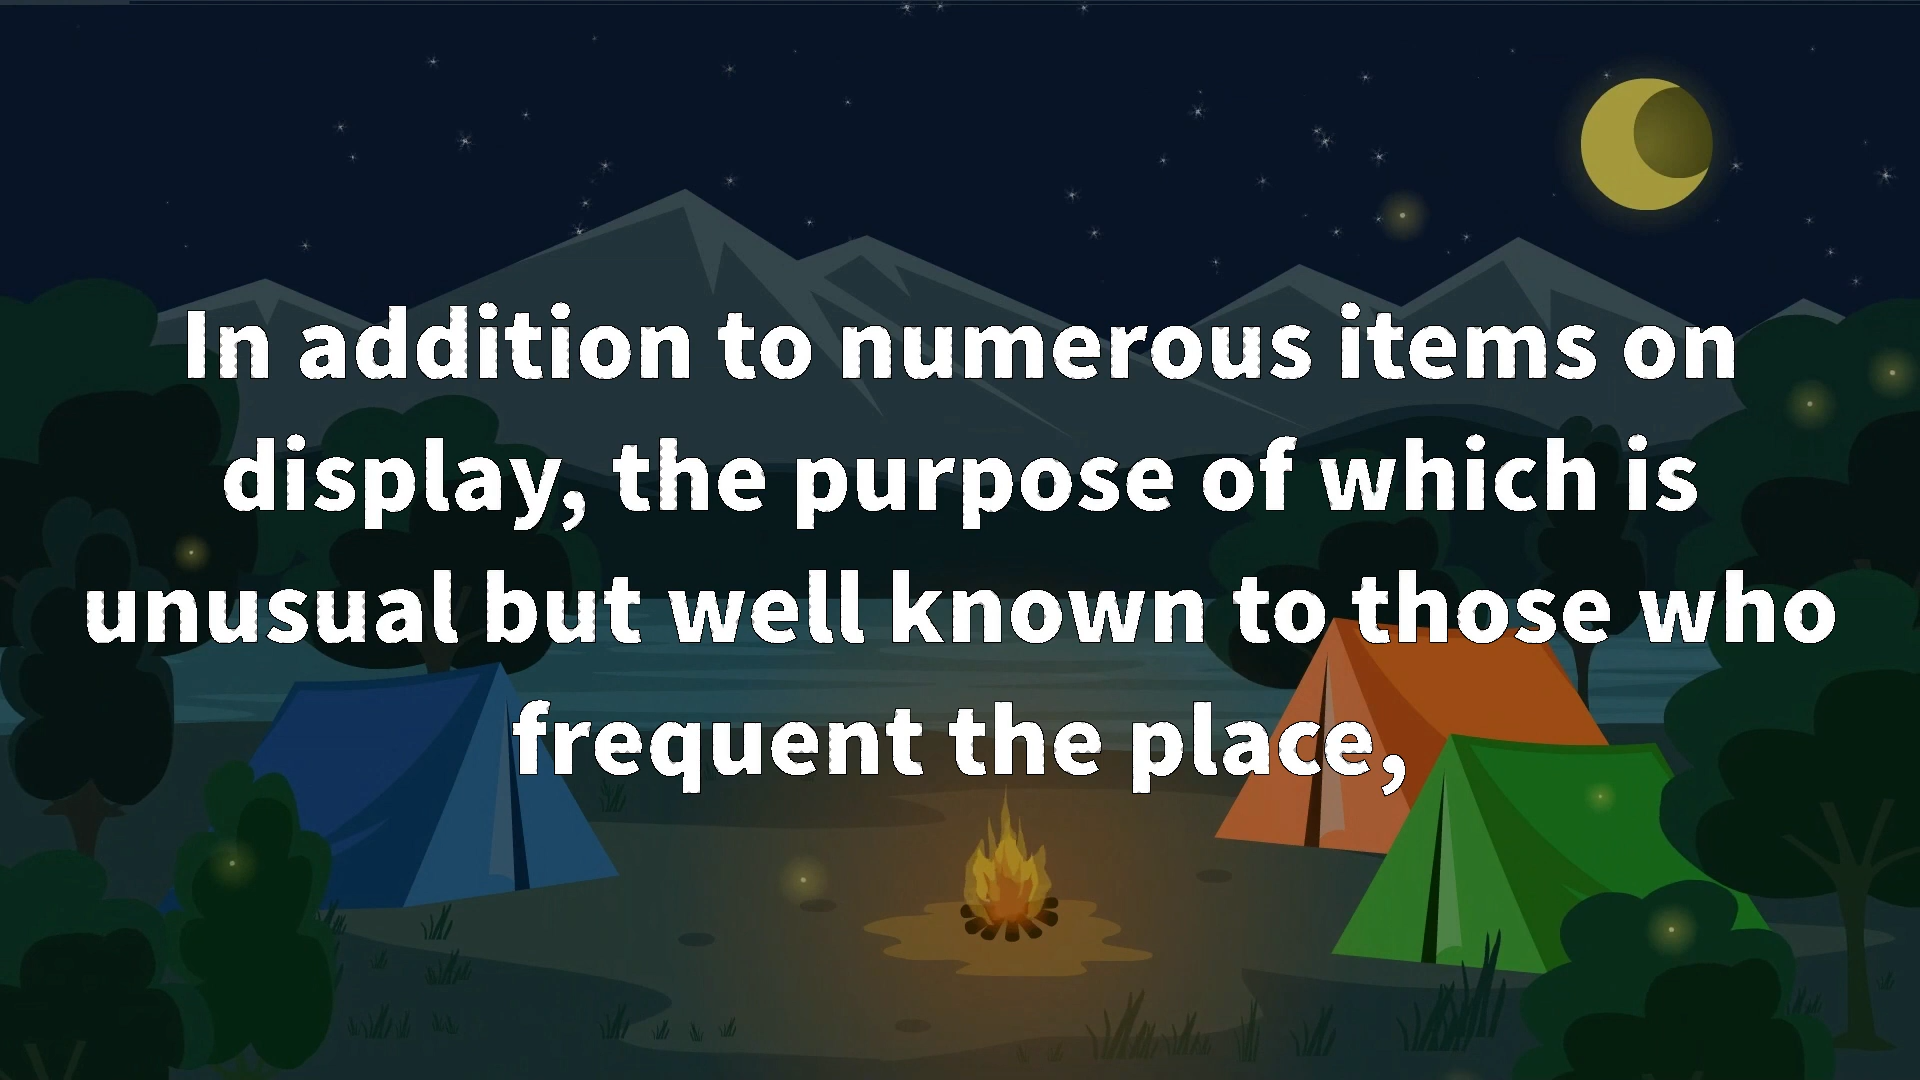 In addition to numerous items on
display, the purpose of which is
unusual but well known to those who
frequent the place,